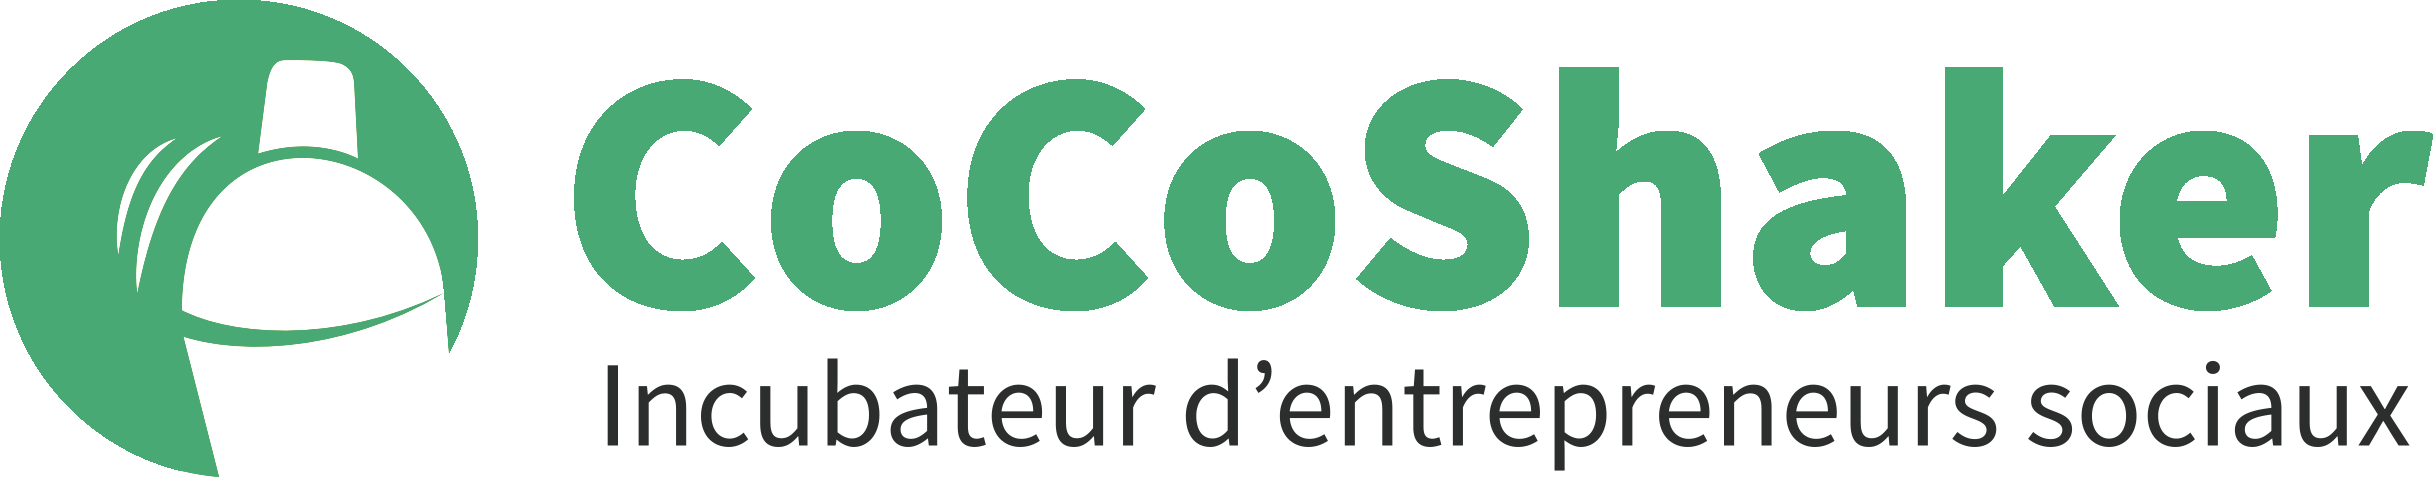 CoCoShaker
Incubateur d’entrepreneurs sociaux